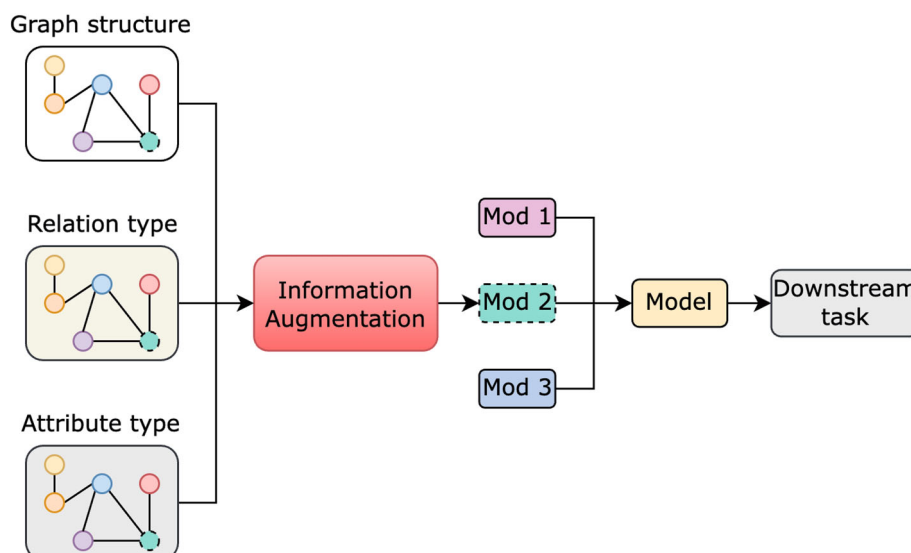 Graph structure
Relation type
Attribute type
Information
Augmentation
Mod 1
Mod 2
Mod 3
Model
Downstream
task